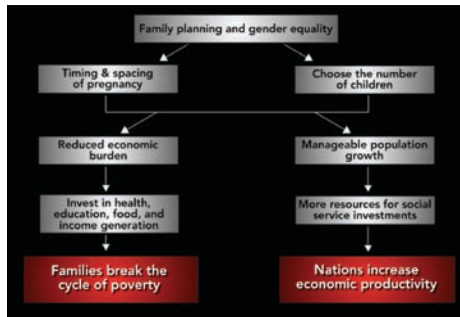 Family planning and gender equality
Timing & spacing
of pregnancy
Choose the number
of children
Reduced economic
burden
Manageable population
growth
Invest in health,
education, food, and
income generation
More resources for social
service investments
Families break the
cycle of poverty
Nations increase
economic productivity